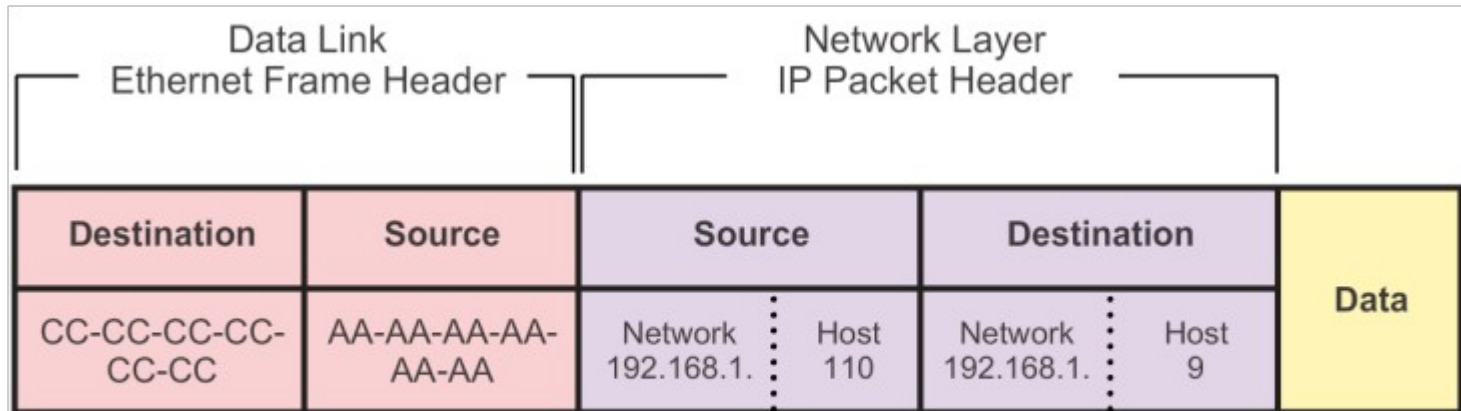 Data Link
Ethernet Frame Header
Network Layer
IP Packet Header
Destination
Source
Source
Destination
Data
CC-CC-CC-CC-
CC-CC
AA-AA-AA-AA-
AA-AA
Network
192.168.1.
Host
110
Network
192.168.1.
Host
9